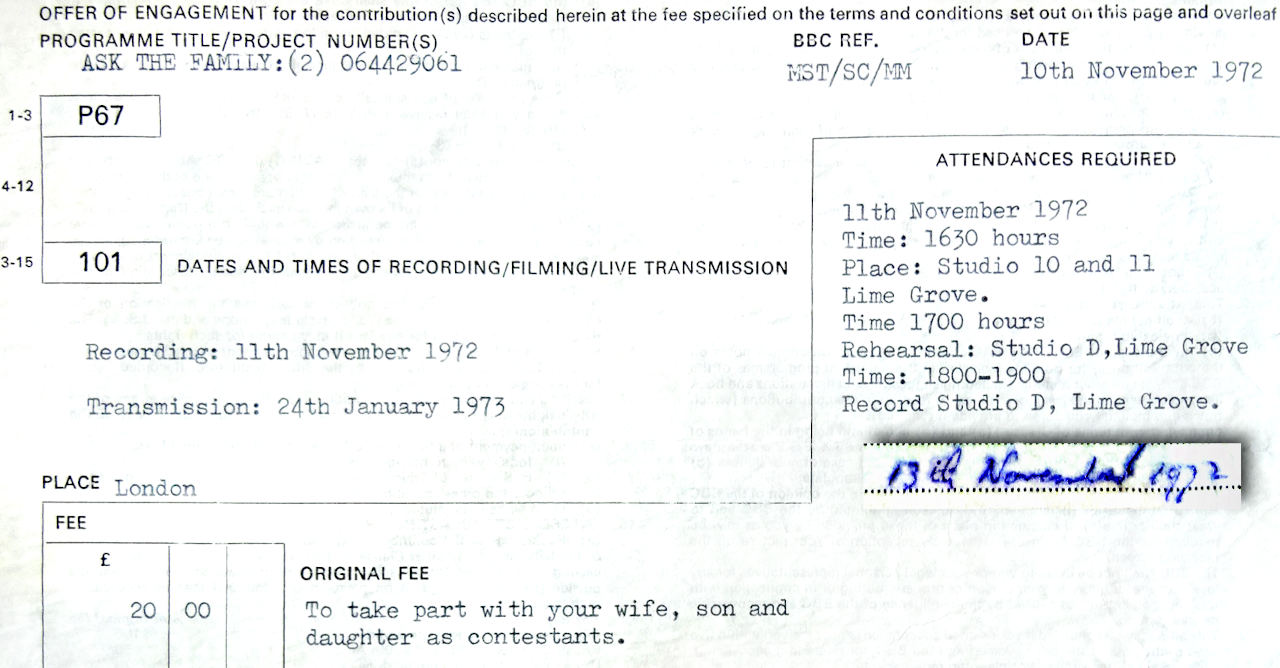 OFFER OF ENGAGEMENT for the contribution(s) described herein at the fee specified on the terms and conditions set out on this page and overleaf
PROGRAMME TITLE/PROJECT NUMBER(S)
ASK THE FAMILY:(2) 064429061
BBC REF.
MST/SC/MM
DATE
10th November 1972
1-3
P67
4-12
3-15
101
DATES AND TIMES OF RECORDING/FILMING/LIVE TRANSMISSION
Recording: 11th November 1972
Transmission: 24th January 1973
ATTENDANCES REQUIRED
11th November 1972
Time: 1630 hours
Place: Studio 10 and 11
Lime Grove.
Time 1700 hours
Rehearsal: Studio D,Lime Grove
Time: 1800-1900
Record Studio D, Lime Grove.
13th November 1972
PLACE London
FEE
£
20 00
ORIGINAL FEE
To take part with your wife, son and
daughter as contestants.